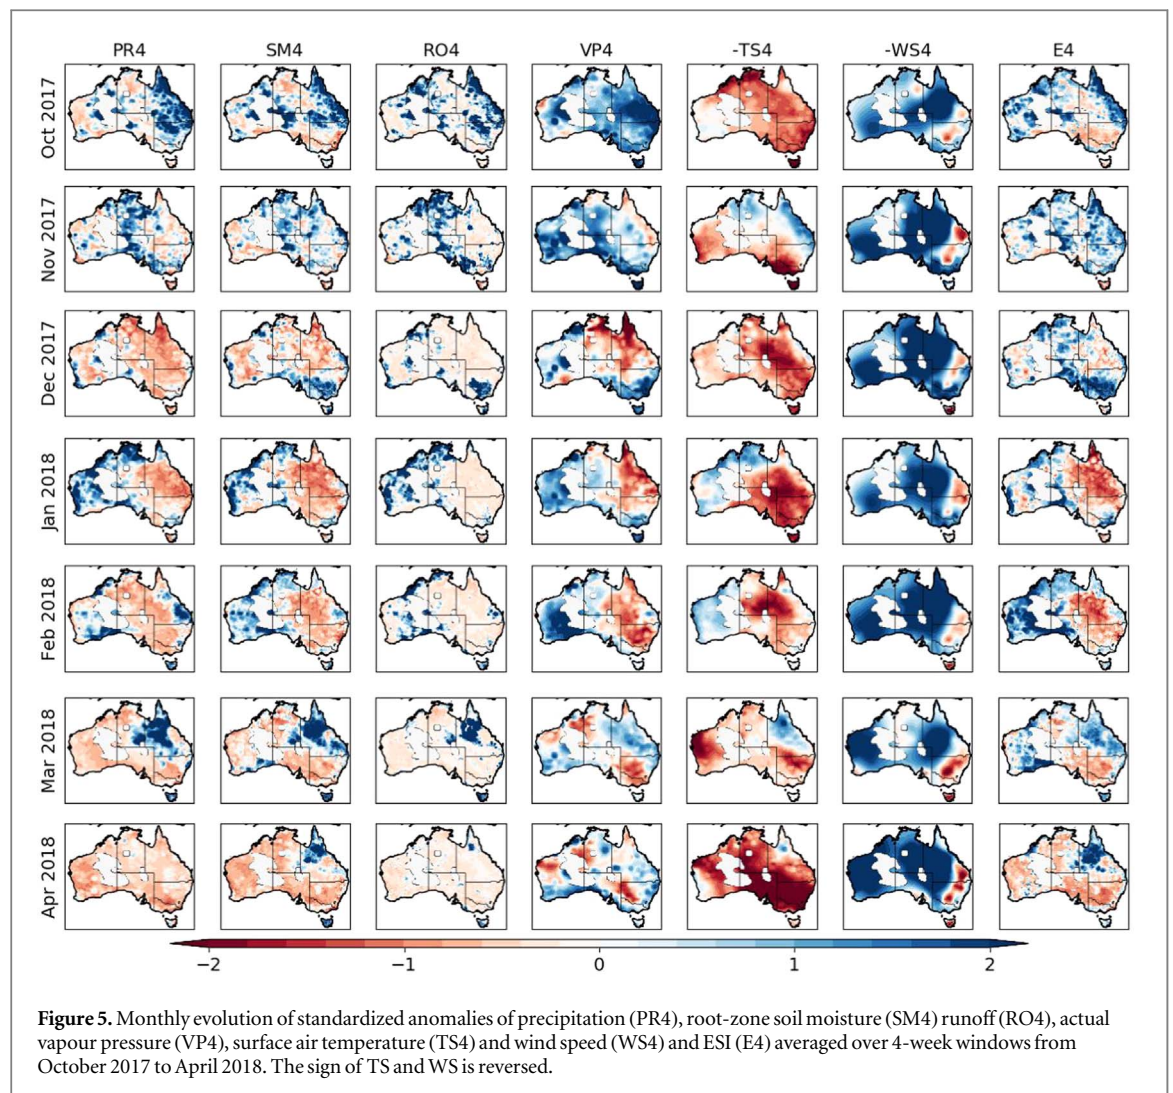 PR4 SM4 RO4 VP4 -TS4 -WS4 E4
Oct 2017
Nov 2017
Dec 2017
Jan 2018
Feb 2018
Mar 2018
Apr 2018
−2 −1 0 1 2
Figure 5. Monthly evolution of standardized anomalies of precipitation (PR4), root-zone soil moisture (SM4) runoff (RO4), actual
vapour pressure (VP4), surface air temperature (TS4) and wind speed (WS4) and ESI (E4) averaged over 4-week windows from
October 2017 to April 2018. The sign of TS and WS is reversed.